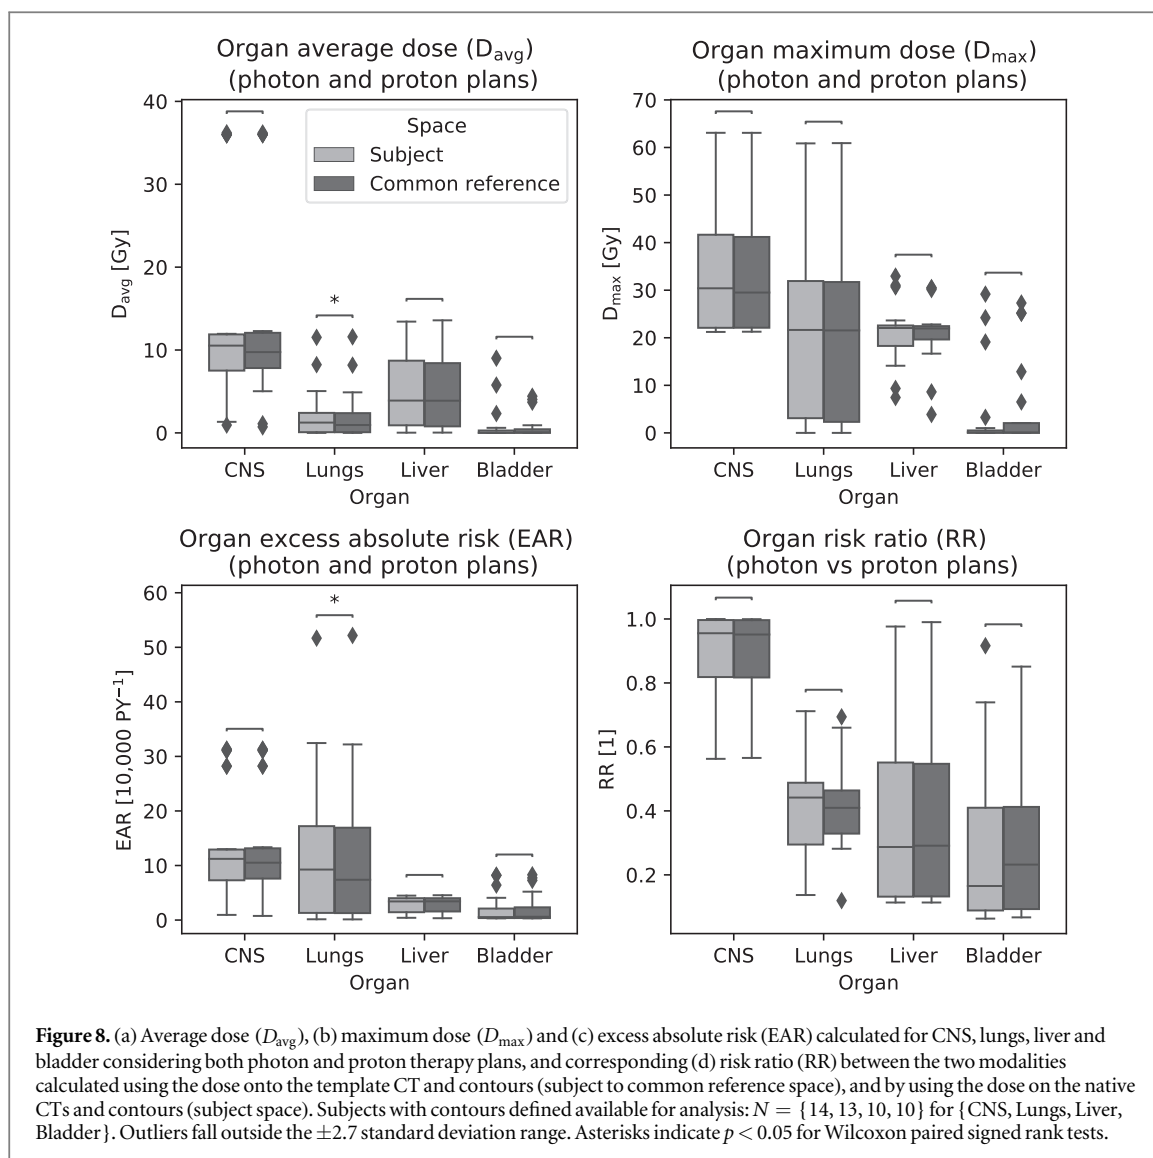 Organ average dose (Davg)
(photon and proton plans)
40
30
20
10
0
Davg [Gy]
Space
Subject
Common reference
*
CNS Lungs Liver Bladder
Organ
Organ maximum dose (Dmax)
(photon and proton plans)
70
60
50
40
30
20
10
0
Dmax [Gy]
CNS Lungs Liver Bladder
Organ
Organ excess absolute risk (EAR)
(photon and proton plans)
60
50
40
30
20
10
0
EAR [10,000 PY⁻¹]
*
CNS Lungs Liver Bladder
Organ
Organ risk ratio (RR)
(photon vs proton plans)
1.0
0.8
0.6
0.4
0.2
RR [1]
CNS Lungs Liver Bladder
Organ
Figure 8. (a) Average dose (Davg), (b) maximum dose (Dmax) and (c) excess absolute risk (EAR) calculated for CNS, lungs, liver and
bladder considering both photon and proton therapy plans, and corresponding (d) risk ratio (RR) between the two modalities
calculated using the dose onto the template CT and contours (subject to common reference space), and by using the dose on the native
CTs and contours (subject space). Subjects with contours defined available for analysis: N = {14, 13, 10, 10} for {CNS, Lungs, Liver,
Bladder}. Outliers fall outside the ±2.7 standard deviation range. Asterisks indicate p < 0.05 for Wilcoxon paired signed rank tests.